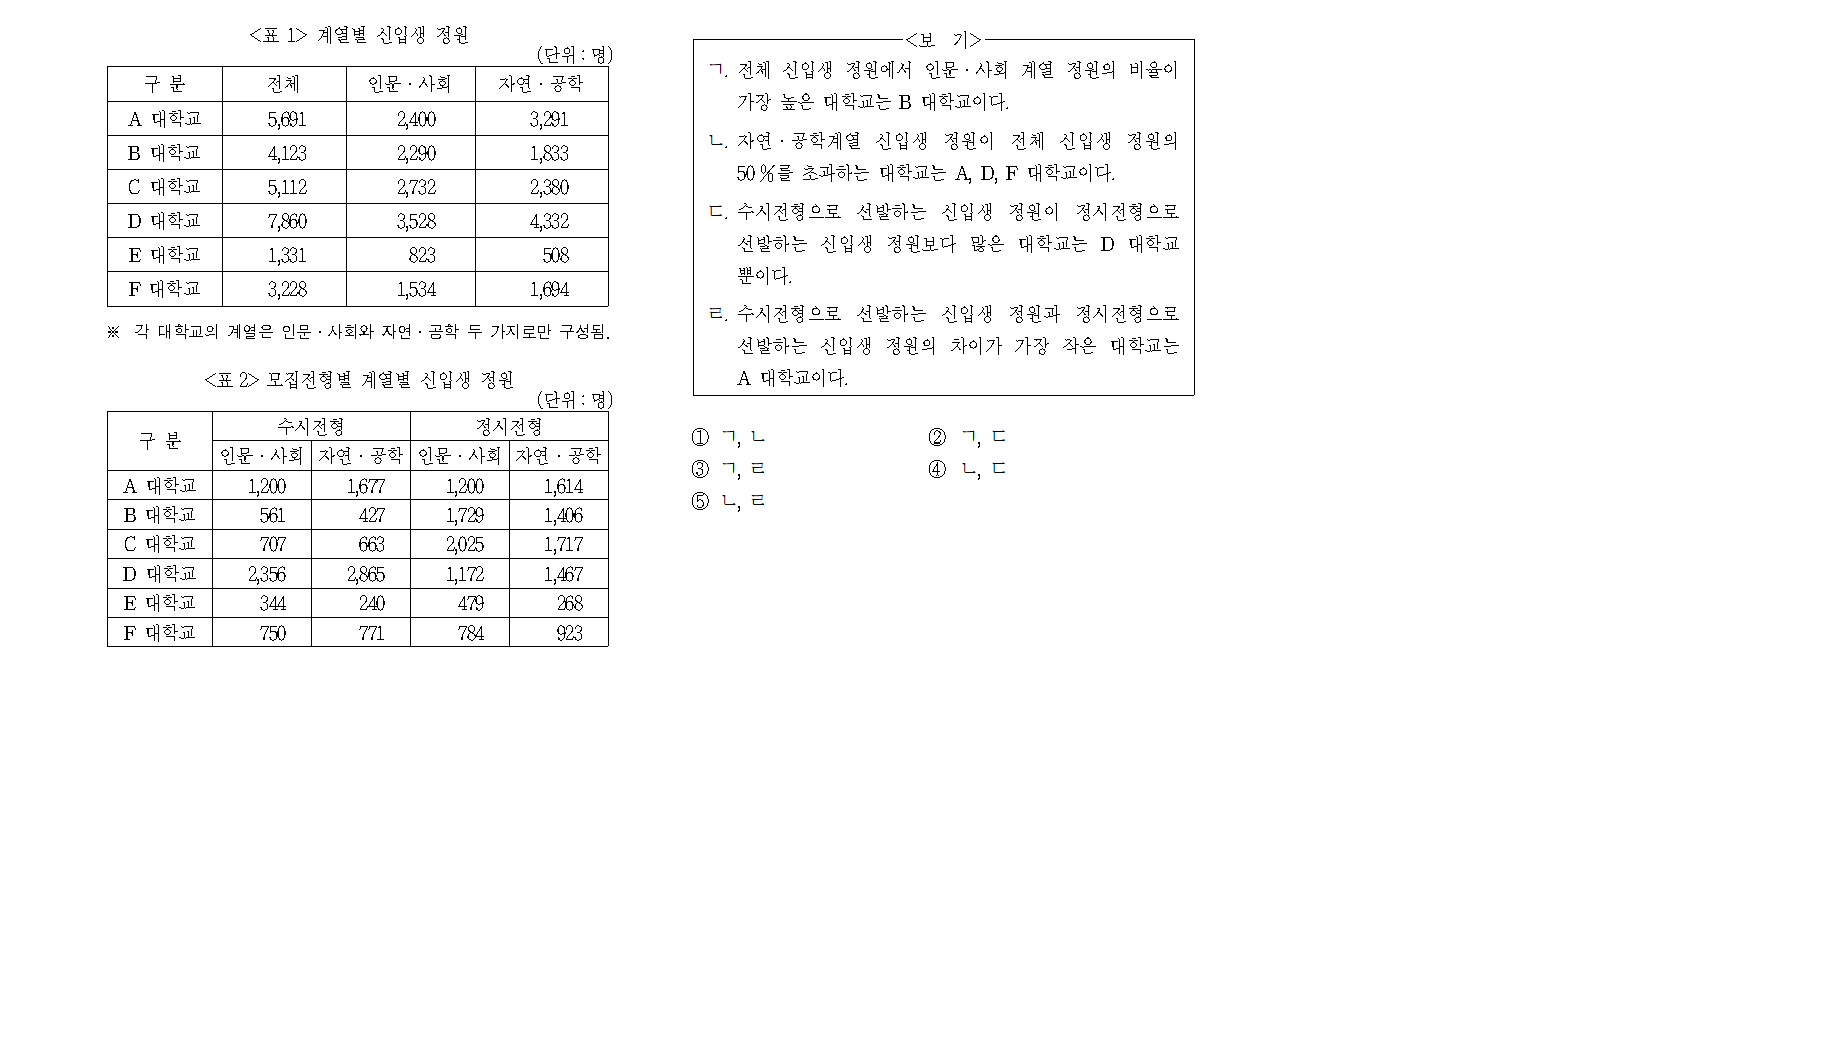 <표 1> 계열별 신입생 정원
(단위 : 명)
구 분 전체 인문 · 사회 자연 · 공학
A 대학교 5,691 2,400 3,291
B 대학교 4,123 2,290 1,833
C 대학교 5,112 2,732 2,380
D 대학교 7,860 3,528 4,332
E 대학교 1,331 823 508
F 대학교 3,228 1,534 1,694
※ 각 대학교의 계열은 인문 · 사회와 자연 · 공학 두 가지로만 구성됨.
<표 2> 모집전형별 계열별 신입생 정원
(단위 : 명)
구 분 수시전형 정시전형
인문 · 사회 자연 · 공학 인문 · 사회 자연 · 공학
A 대학교 1,200 1,677 1,200 1,614
B 대학교 561 427 1,729 1,406
C 대학교 707 663 2,025 1,717
D 대학교 2,356 2,865 1,172 1,467
E 대학교 344 240 479 268
F 대학교 750 771 784 923
<보 기>
ㄱ. 전체 신입생 정원에서 인문 · 사회 계열 정원의 비율이
가장 높은 대학교는 B 대학교이다.
ㄴ. 자연 · 공학계열 신입생 정원이 전체 신입생 정원의
50 %를 초과하는 대학교는 A, D, F 대학교이다.
ㄷ. 수시전형으로 선발하는 신입생 정원이 정시전형으로
선발하는 신입생 정원보다 많은 대학교는 D 대학교
뿐이다.
ㄹ. 수시전형으로 선발하는 신입생 정원과 정시전형으로
선발하는 신입생 정원의 차이가 가장 작은 대학교는
A 대학교이다.
① ㄱ, ㄴ ② ㄱ, ㄷ
③ ㄱ, ㄹ ④ ㄴ, ㄷ
⑤ ㄴ, ㄹ